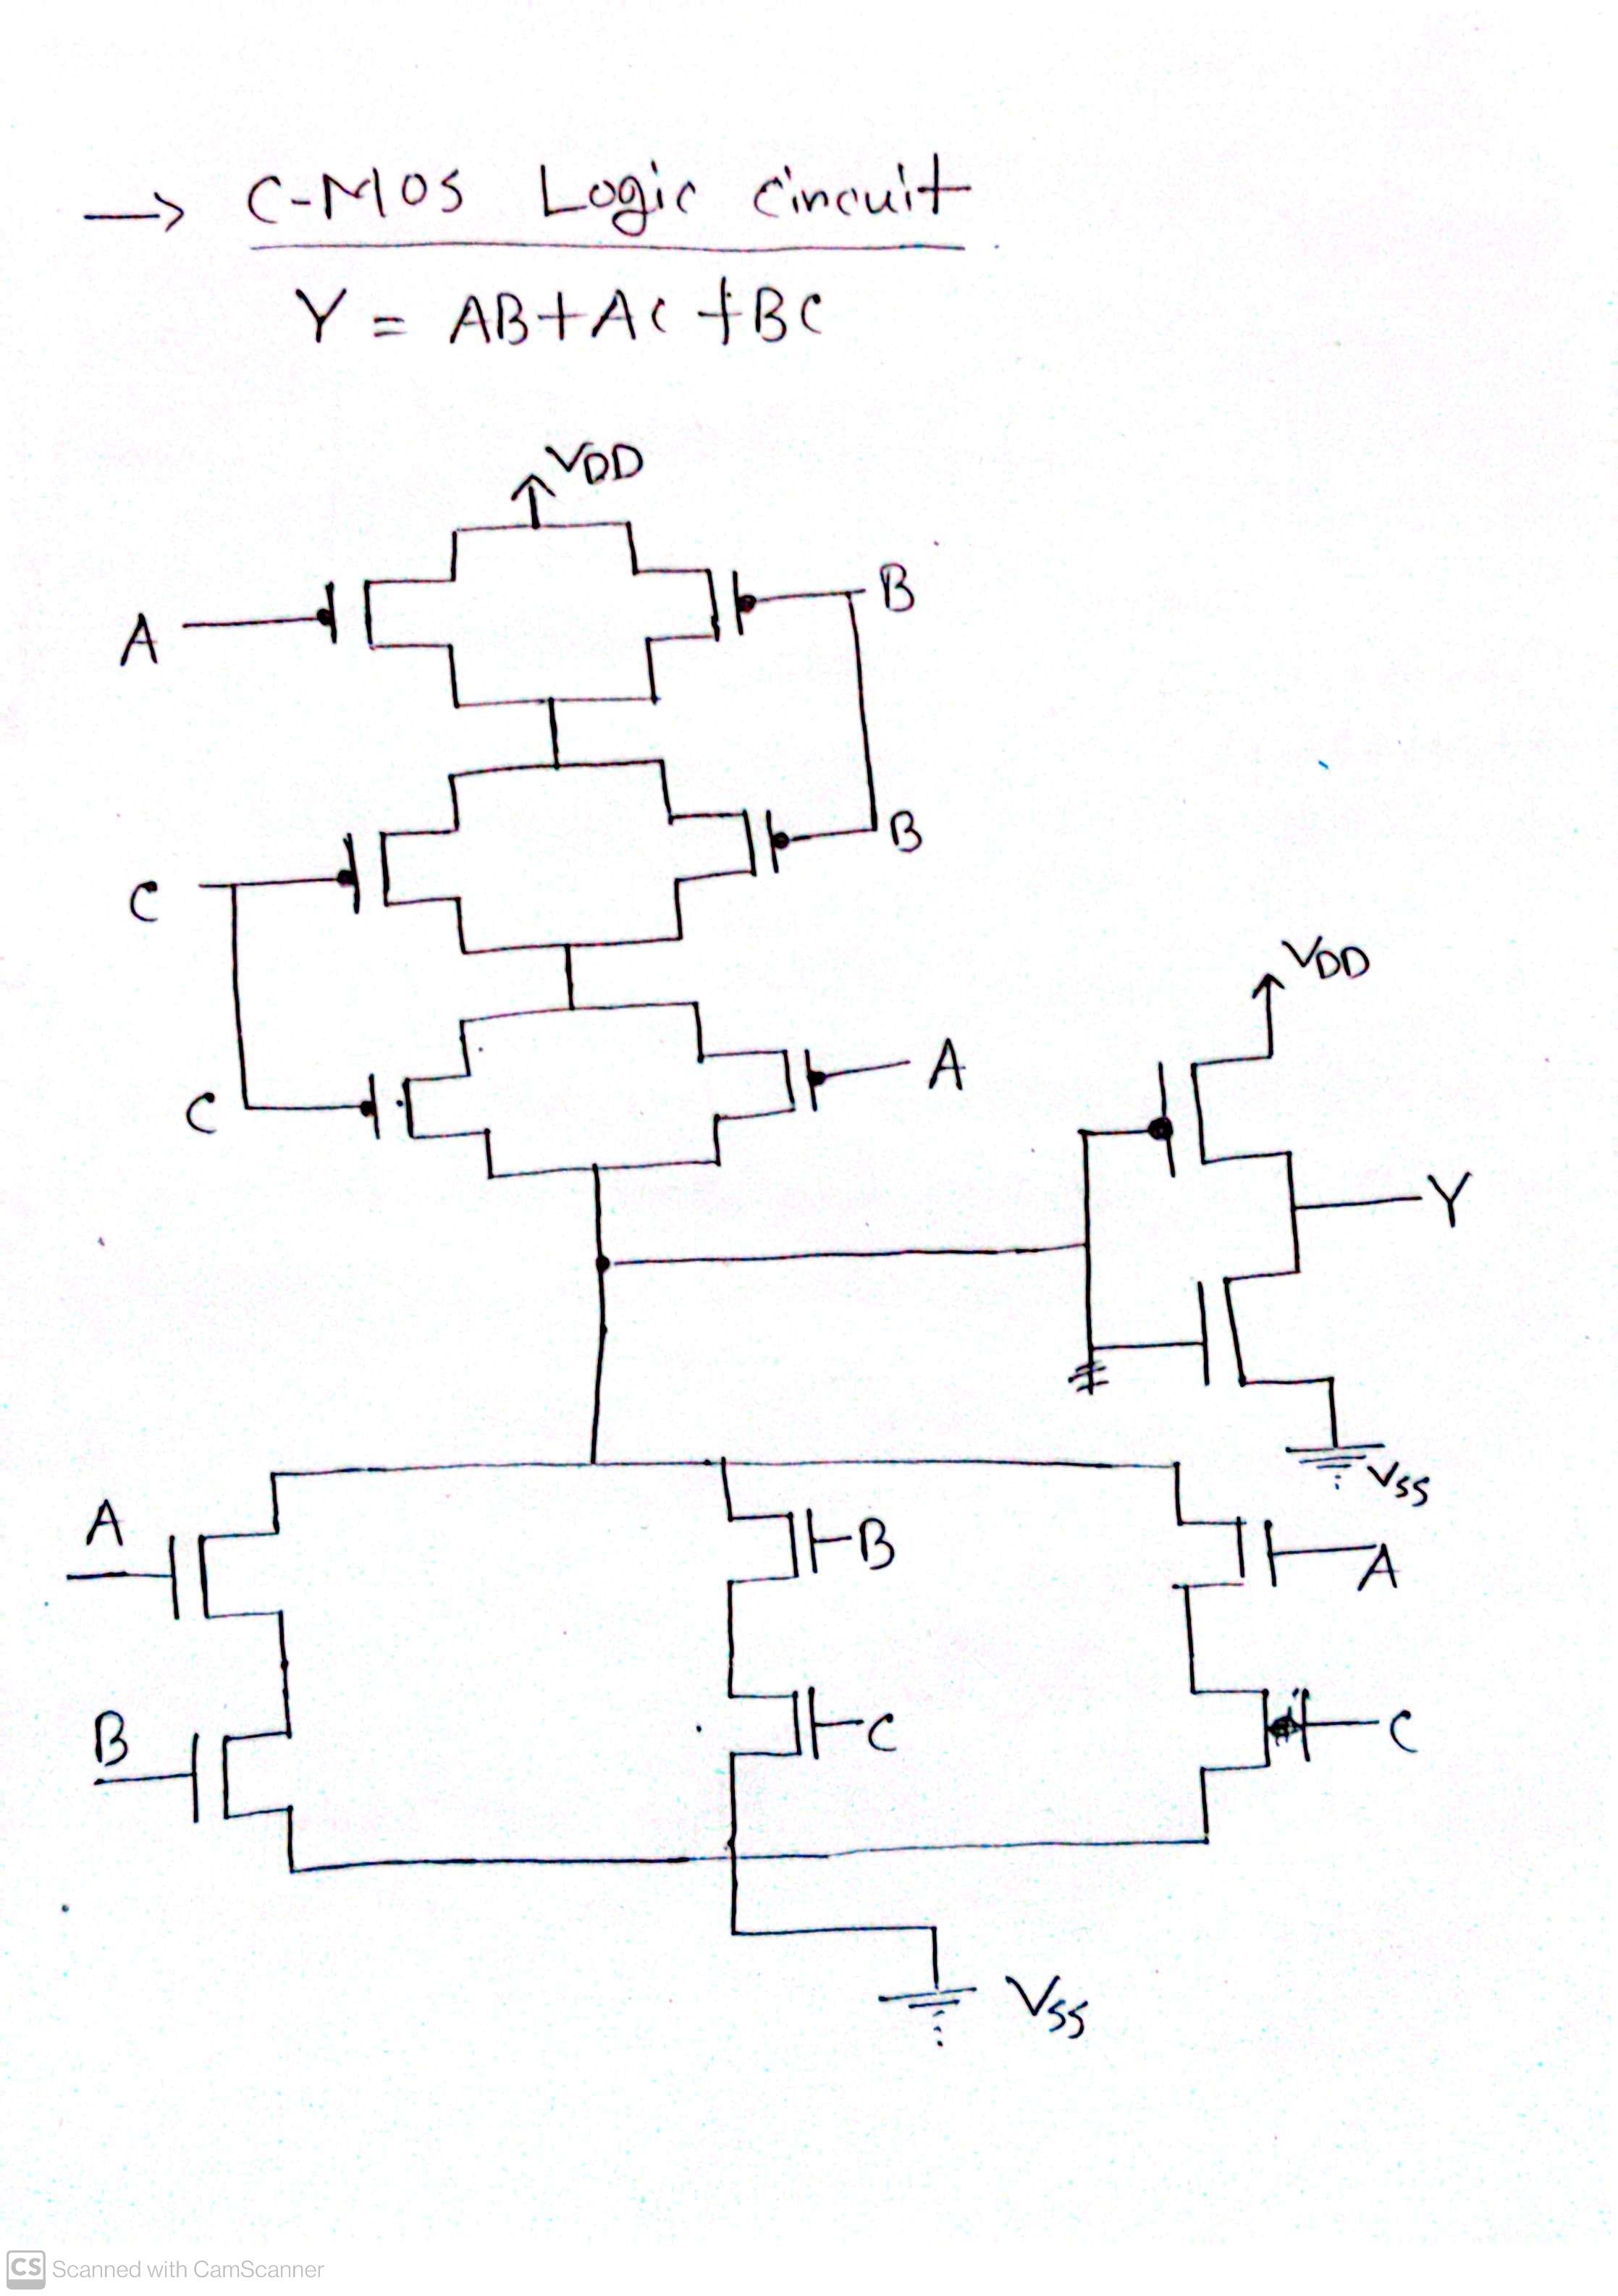 → C-MOS Logic Circuit
Y = AB+AC+BC
VDD
A
B
B
C
VDD
A
C
Y
VSS
A
B
A
B
C
C
VSS
CS Scanned with CamScanner